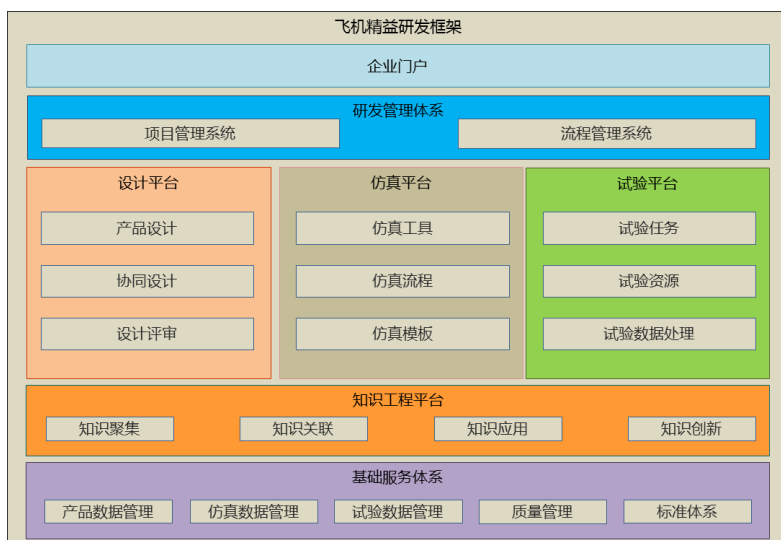 飞机精益研发框架
企业门户
研发管理体系
项目管理系统
流程管理系统
设计平台
产品设计
协同设计
设计评审
仿真平台
仿真工具
仿真流程
仿真模板
试验平台
试验任务
试验资源
试验数据处理
知识工程平台
知识聚集
知识关联
知识应用
知识创新
基础服务体系
产品数据管理
仿真数据管理
试验数据管理
质量管理
标准体系